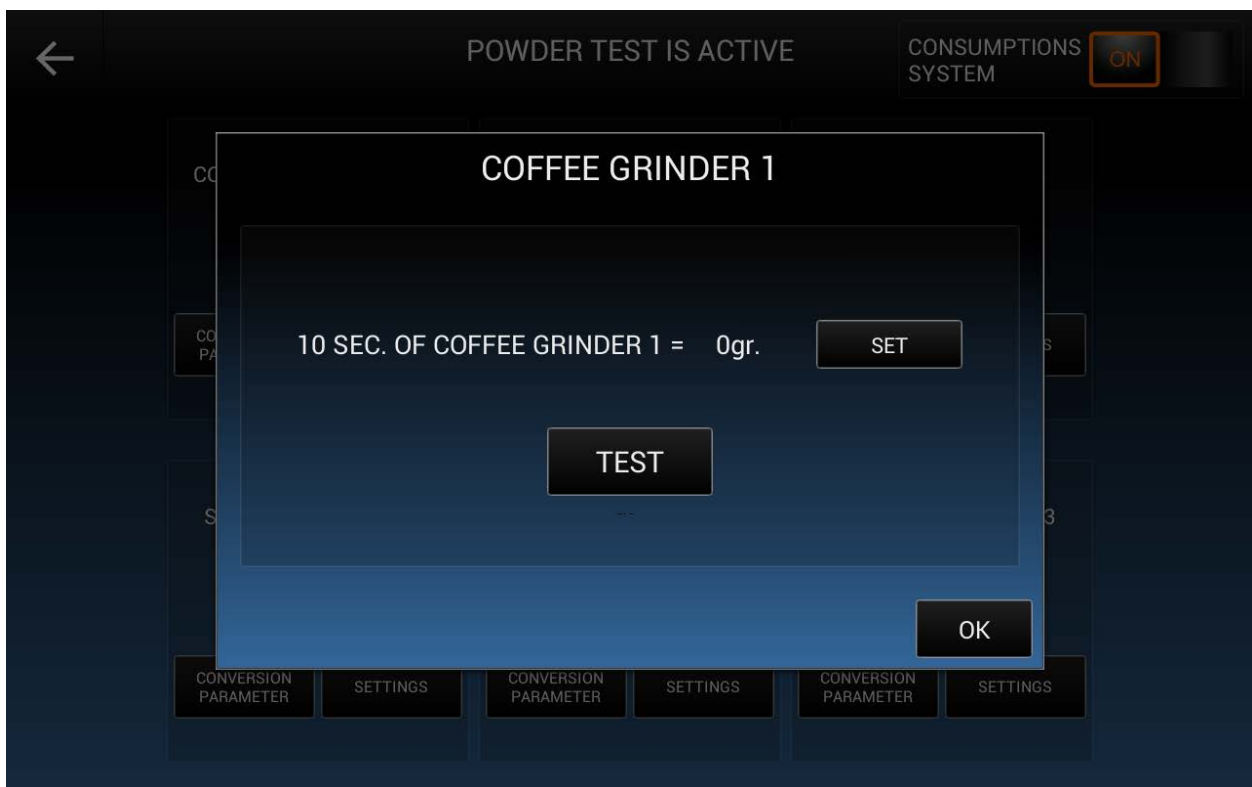 POWDER TEST IS ACTIVE
CONSUMPTIONS
SYSTEM
ON
COFFEE GRINDER 1
10 SEC. OF COFFEE GRINDER 1 = 0gr.
SET
TEST
OK
CONVERSION
PARAMETER
SETTINGS
CONVERSION
PARAMETER
SETTINGS
CONVERSION
PARAMETER
SETTINGS